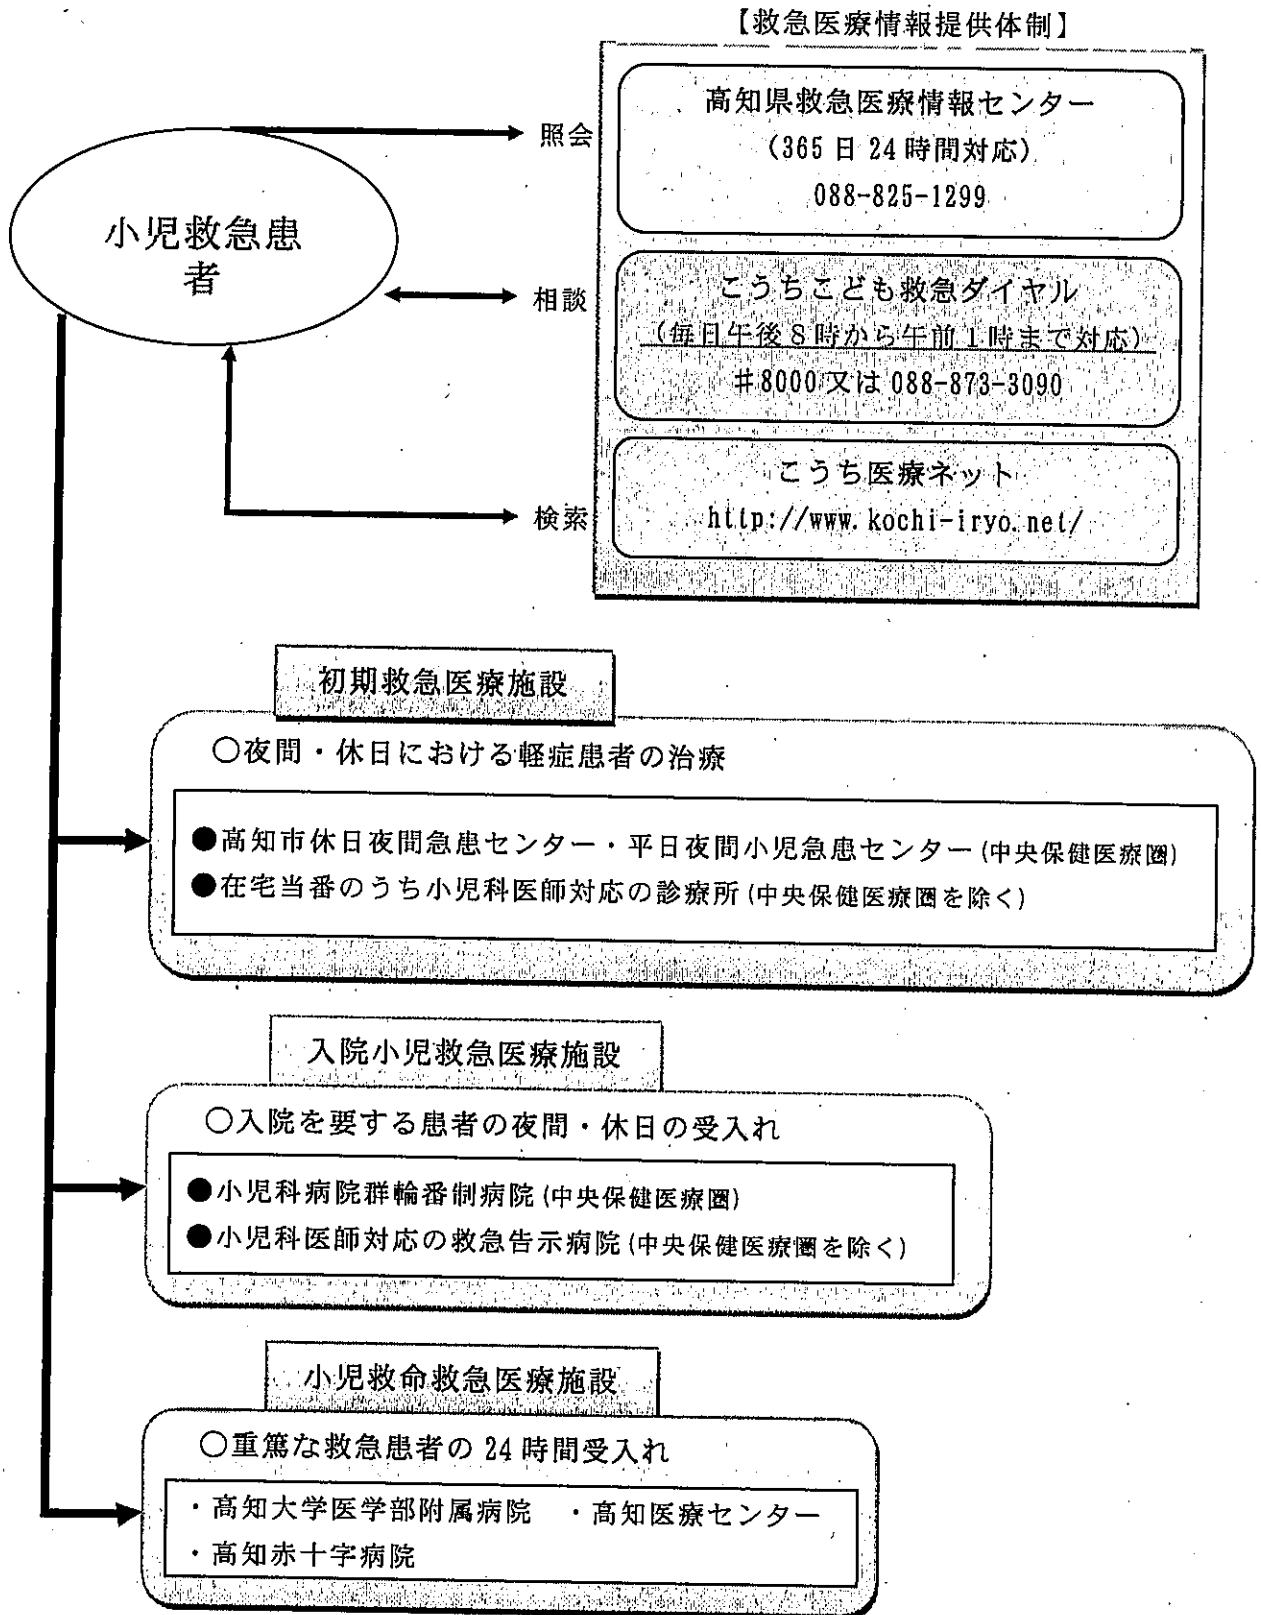 【救急医療情報提供体制】
高知県救急医療情報センター
(365日24時間対応)
088-825-1299
照会
小児救急患
者
こうちこども救急ダイヤル
(毎日午後8時から午前1時まで対応)
#8000又は088-873-3090
相談
こうち医療ネット
http://www.kochi-iryo.net/
検索
初期救急医療施設
○夜間・休日における軽症患者の治療
●高知市休日夜間急患センター・平日夜間小児急患センター(中央保健医療圏)
●在宅当番のうち小児科医師対応の診療所(中央保健医療圏を除く)
入院小児救急医療施設
○入院を要する患者の夜間・休日の受入れ
●小児科病院群輪番制病院(中央保健医療圏)
●小児科医師対応の救急告示病院(中央保健医療圏を除く)
小児救命救急医療施設
○重篤な救急患者の24時間受入れ
・高知大学医学部附属病院 ・高知医療センター
・高知赤十字病院